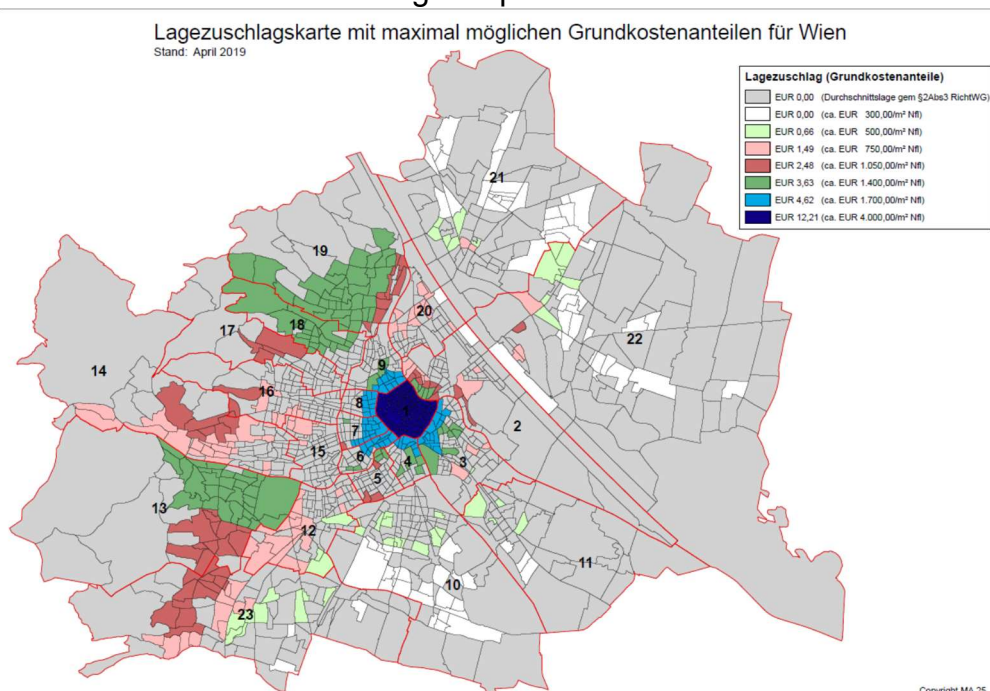 Lagezuschlagskarte mit maximal möglichen Grundkostenanteilen für Wien
Stand: April 2019
Lagezuschlag (Grundkostenanteile)
EUR 0,00 (Durchschnittslage gem §2Abs3 RichtWG)
EUR 0,00 (ca. EUR 300,00/m² Nfl)
EUR 0,66 (ca. EUR 500,00/m² Nfl)
EUR 1,49 (ca. EUR 750,00/m² Nfl)
EUR 2,48 (ca. EUR 1.050,00/m² Nfl)
EUR 3,63 (ca. EUR 1.400,00/m² Nfl)
EUR 4,62 (ca. EUR 1.700,00/m² Nfl)
EUR 12,21 (ca. EUR 4.000,00/m² Nfl)
21
19
20
18
17
22
9
14
16
8
1
7
2
15
6
4
3
5
13
12
11
10
23
Copyright MA 25